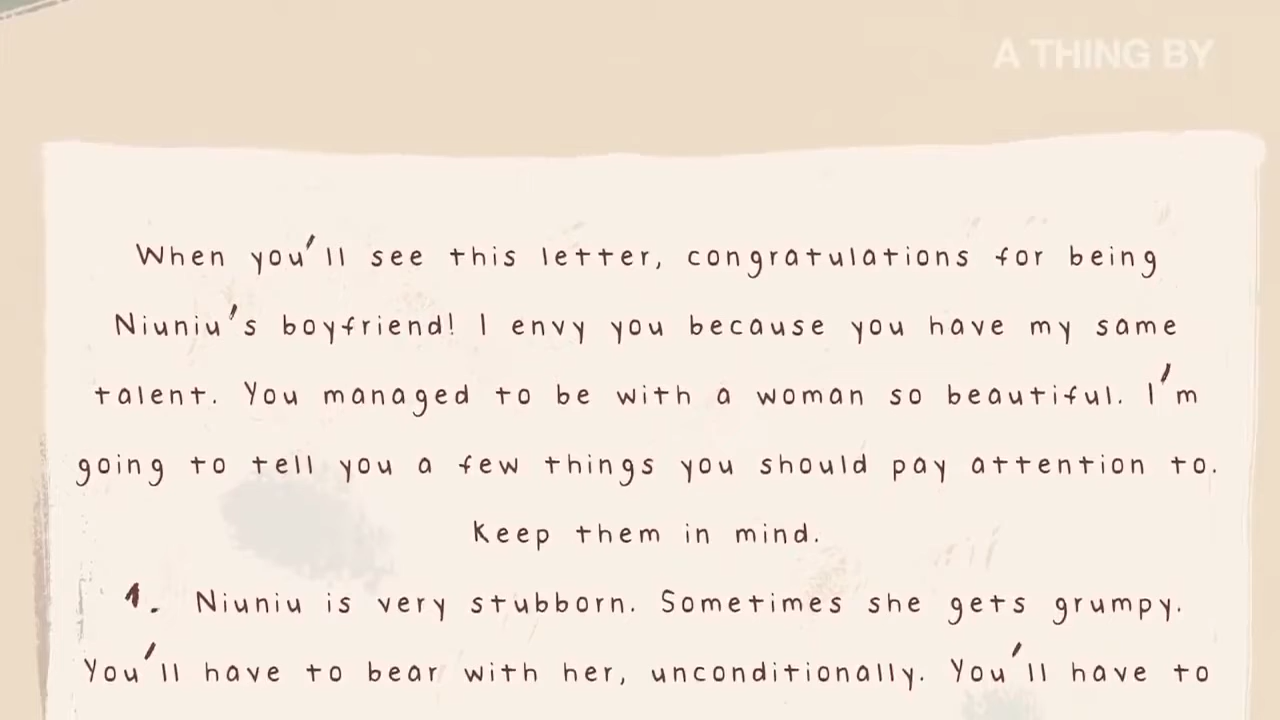 A THING BY
When you'll see this letter, congratulations for being
Niuniu's boyfriend! I envy you because you have my same
talent. You managed to be with a woman so beautiful. I'm
going to tell you a few things you should pay attention to.
Keep them in mind.
1. Niuniu is very stubborn. Sometimes she gets grumpy.
You'll have to bear with her, unconditionally. You'll have to